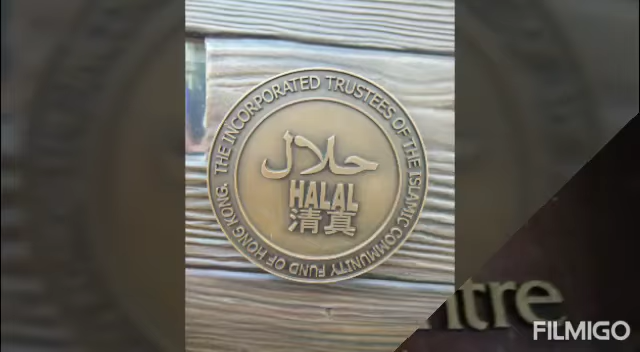 THE INCORPORATED TRUSTEES OF THE ISLAMIC COMMUNITY FUND OF HONG KONG.
حلال
HALAL
清真
ntre
FILMIGO